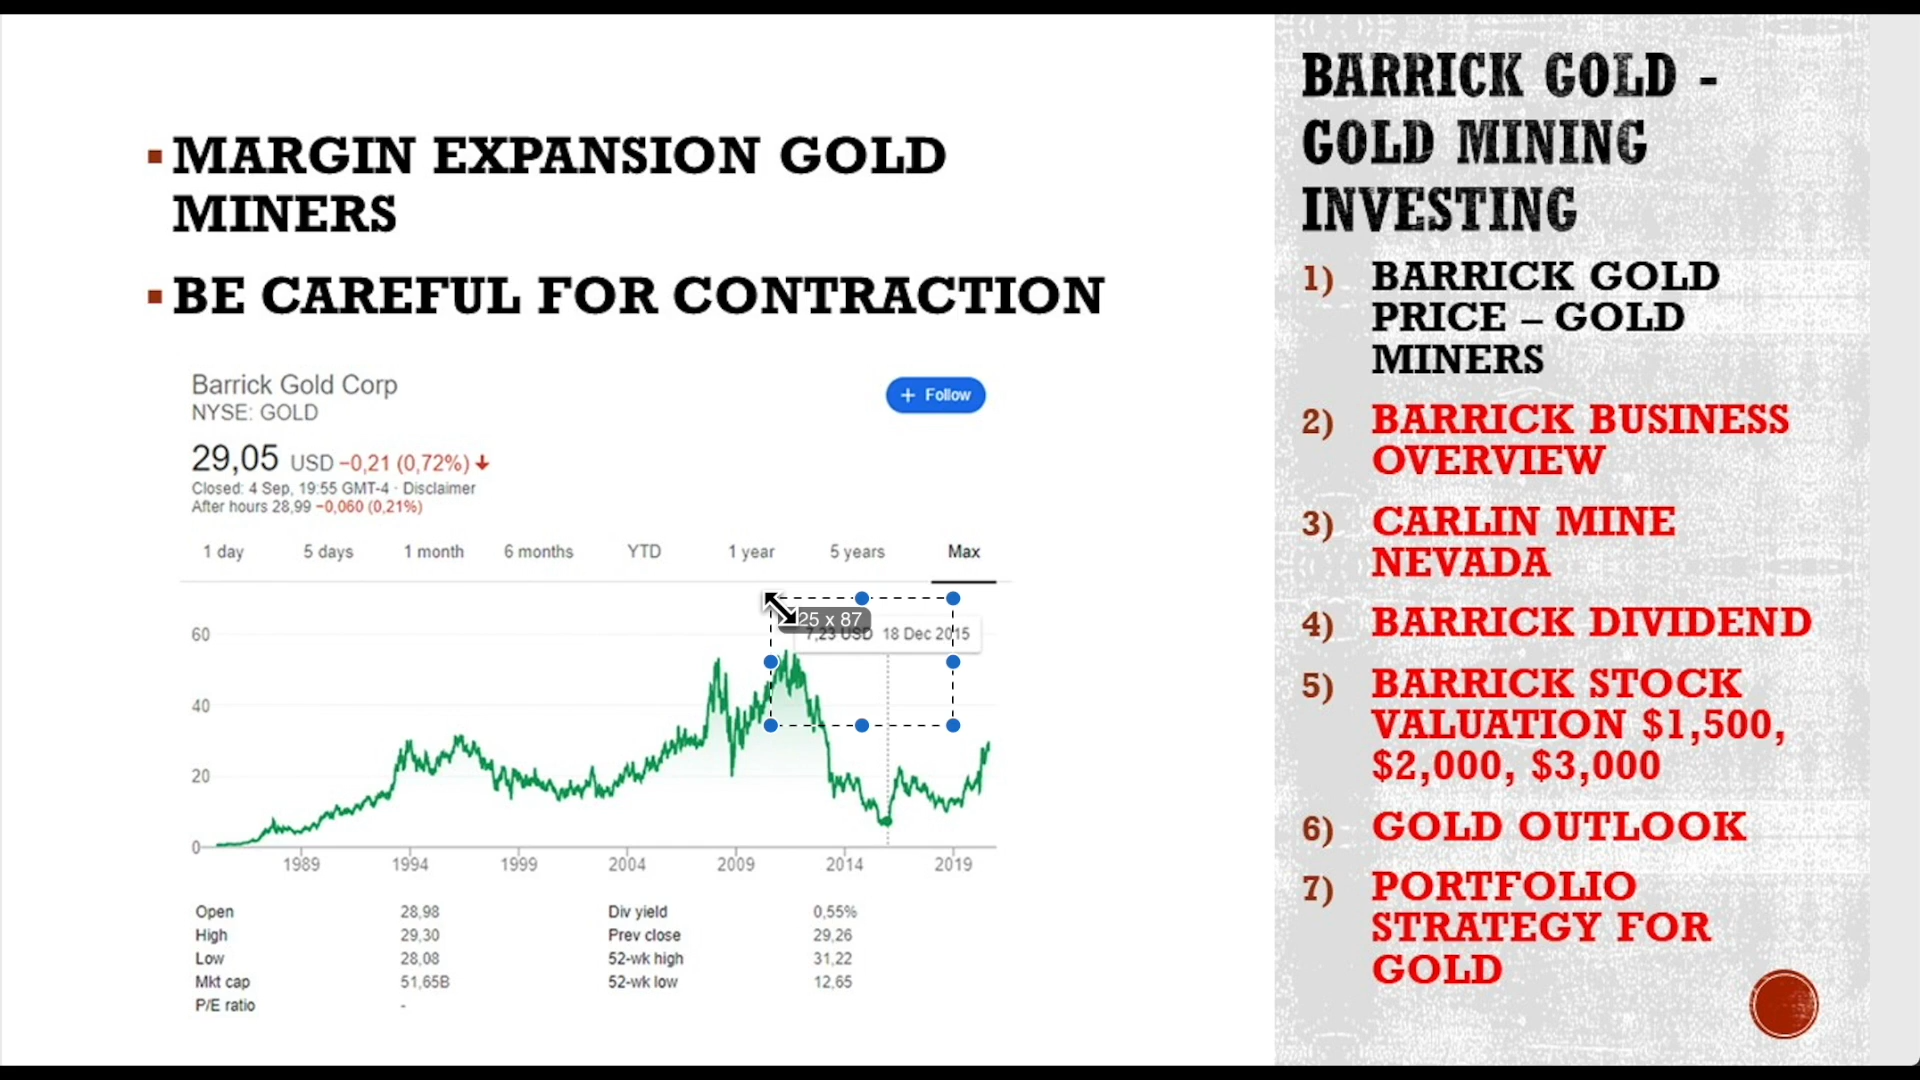 MARGIN EXPANSION GOLD
MINERS
BE CAREFUL FOR CONTRACTION
Barrick Gold Corp
NYSE: GOLD
+ Follow
29,05 USD −0,21 (0,72%)
Closed: 4 Sep, 19:55 GMT-4 · Disclaimer
After hours 28,99 −0,060 (0,21%)
1 day 5 days 1 month 6 months YTD 1 year 5 years Max
25 x 87
7,23 USD 18 Dec 2015
60
40
20
0
1989 1994 1999 2004 2009 2014 2019
Open 28,98 Div yield 0,55%
High 29,30 Prev close 29,26
Low 28,08 52-wk high 31,22
Mkt cap 51,65B 52-wk low 12,65
P/E ratio -
BARRICK GOLD -
GOLD MINING
INVESTING
1) BARRICK GOLD
PRICE – GOLD
MINERS
2) BARRICK BUSINESS
OVERVIEW
3) CARLIN MINE
NEVADA
4) BARRICK DIVIDEND
5) BARRICK STOCK
VALUATION $1,500,
$2,000, $3,000
6) GOLD OUTLOOK
7) PORTFOLIO
STRATEGY FOR
GOLD